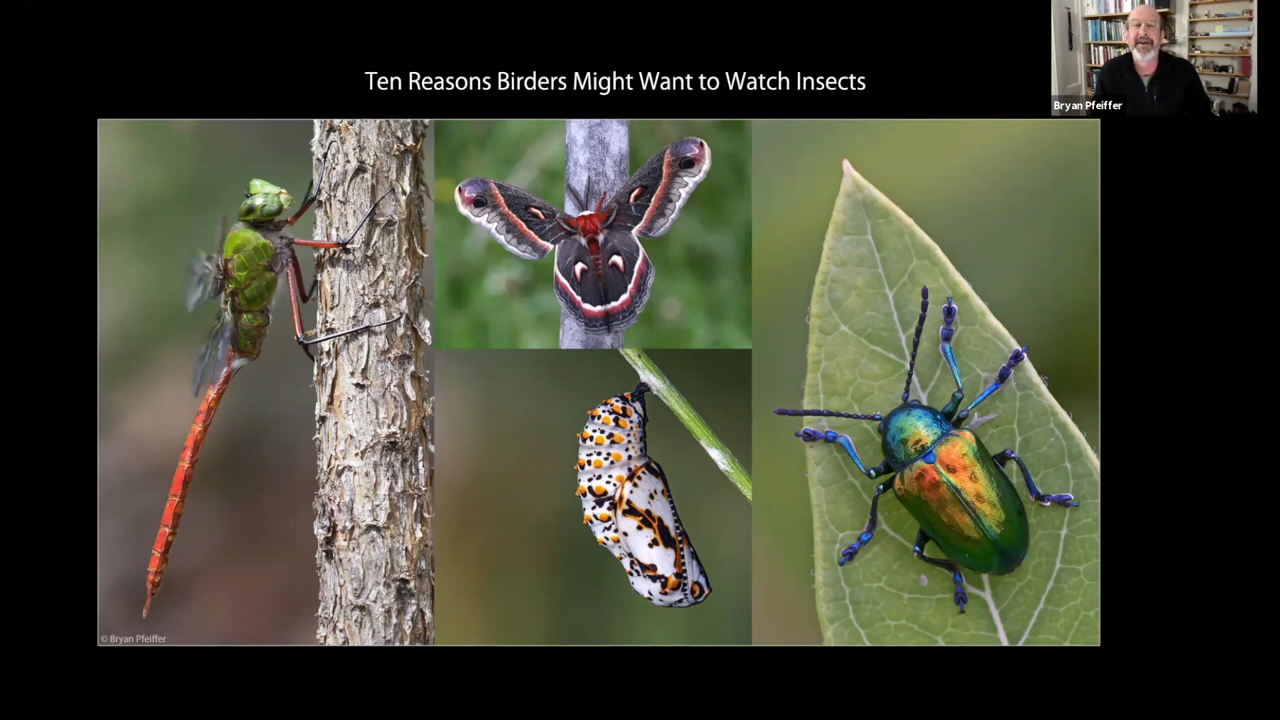 Ten Reasons Birders Might Want to Watch Insects
Bryan Pfeiffer
© Bryan Pfeiffer